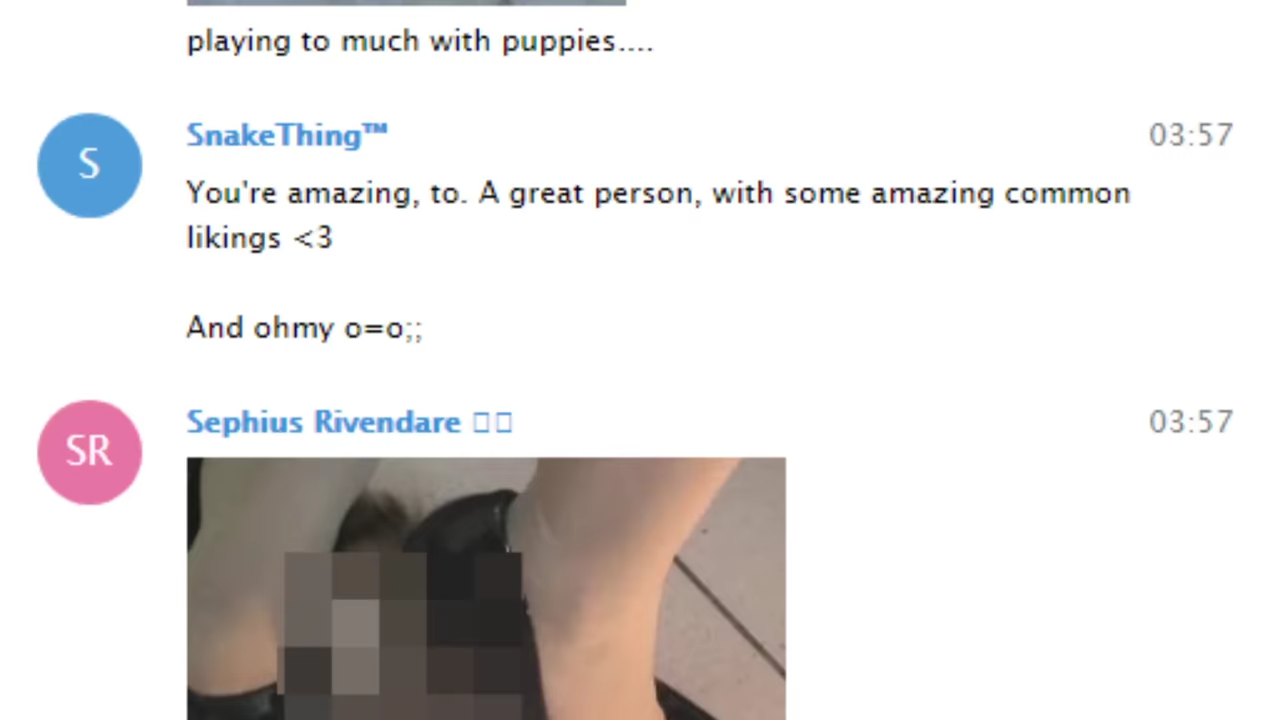 playing to much with puppies....
SnakeThing™ 03:57
S
You're amazing, to. A great person, with some amazing common
likings <3
And ohmy o=o;;
Sephius Rivendare 03:57
SR